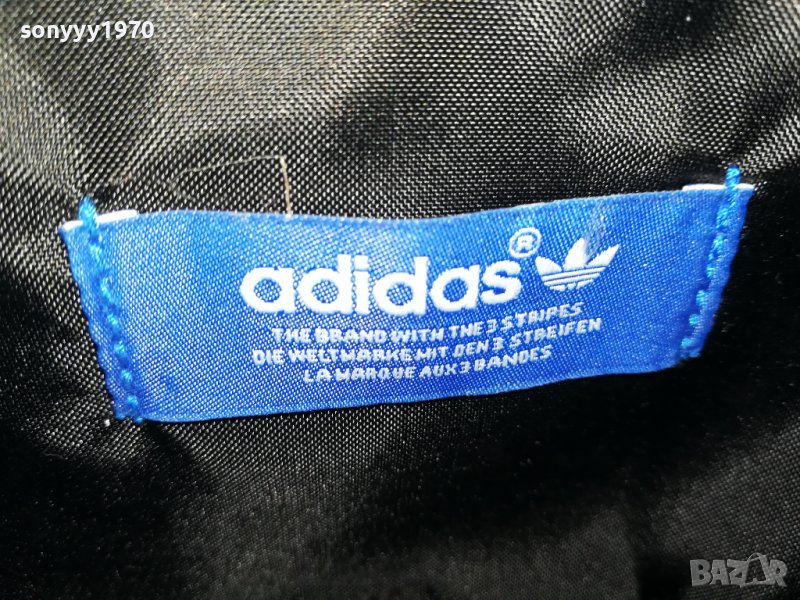 sonyyy1970
adidas®
THE BRAND WITH THE 3 STRIPES
DIE WELTMARKE MIT DEN 3 STREIFEN
LA MARQUE AUX 3 BANDES
BAZAR